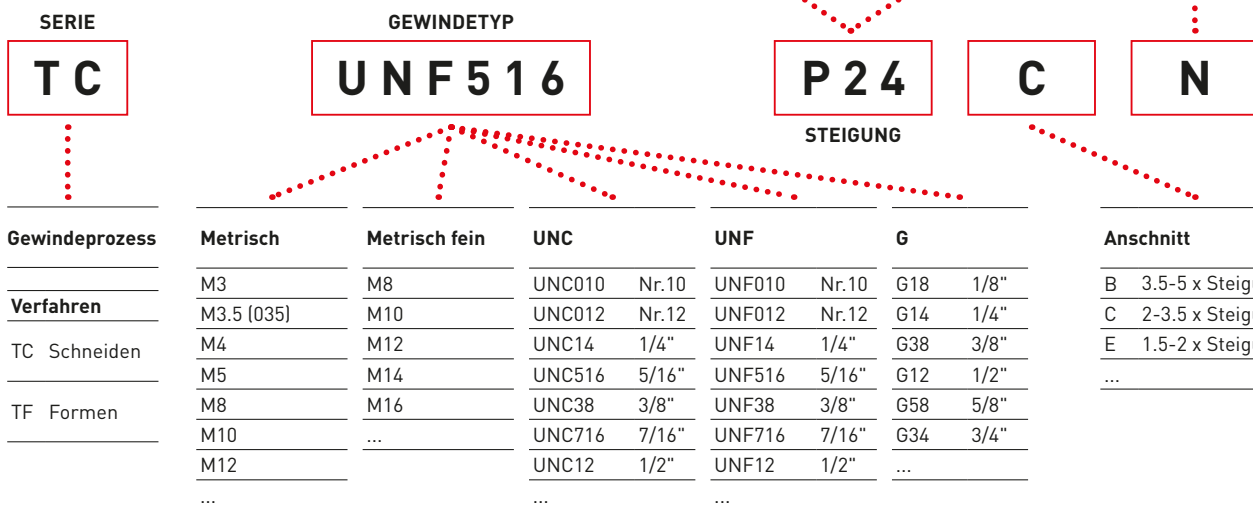 SERIE GEWINDETYP
TC UNF516 P24 C N
STEIGUNG
Gewindeprozess Metrisch Metrisch fein UNC UNF G Anschnitt
M3 M8 UNC010 Nr.10 UNF010 Nr.10 G18 1/8" B 3.5-5 x Steig
Verfahren M3.5 (035) M10 UNC012 Nr.12 UNF012 Nr.12 G14 1/4" C 2-3.5 x Steig
TC Schneiden M4 M12 UNC14 1/4" UNF14 1/4" G38 3/8" E 1.5-2 x Steig
M5 M14 UNC516 5/16" UNF516 5/16" G12 1/2" ...
TF Formen M8 M16 UNC38 3/8" UNF38 3/8" G58 5/8"
M10 ... UNC716 7/16" UNF716 7/16" G34 3/4"
M12 UNC12 1/2" UNF12 1/2" ...
... ... ...